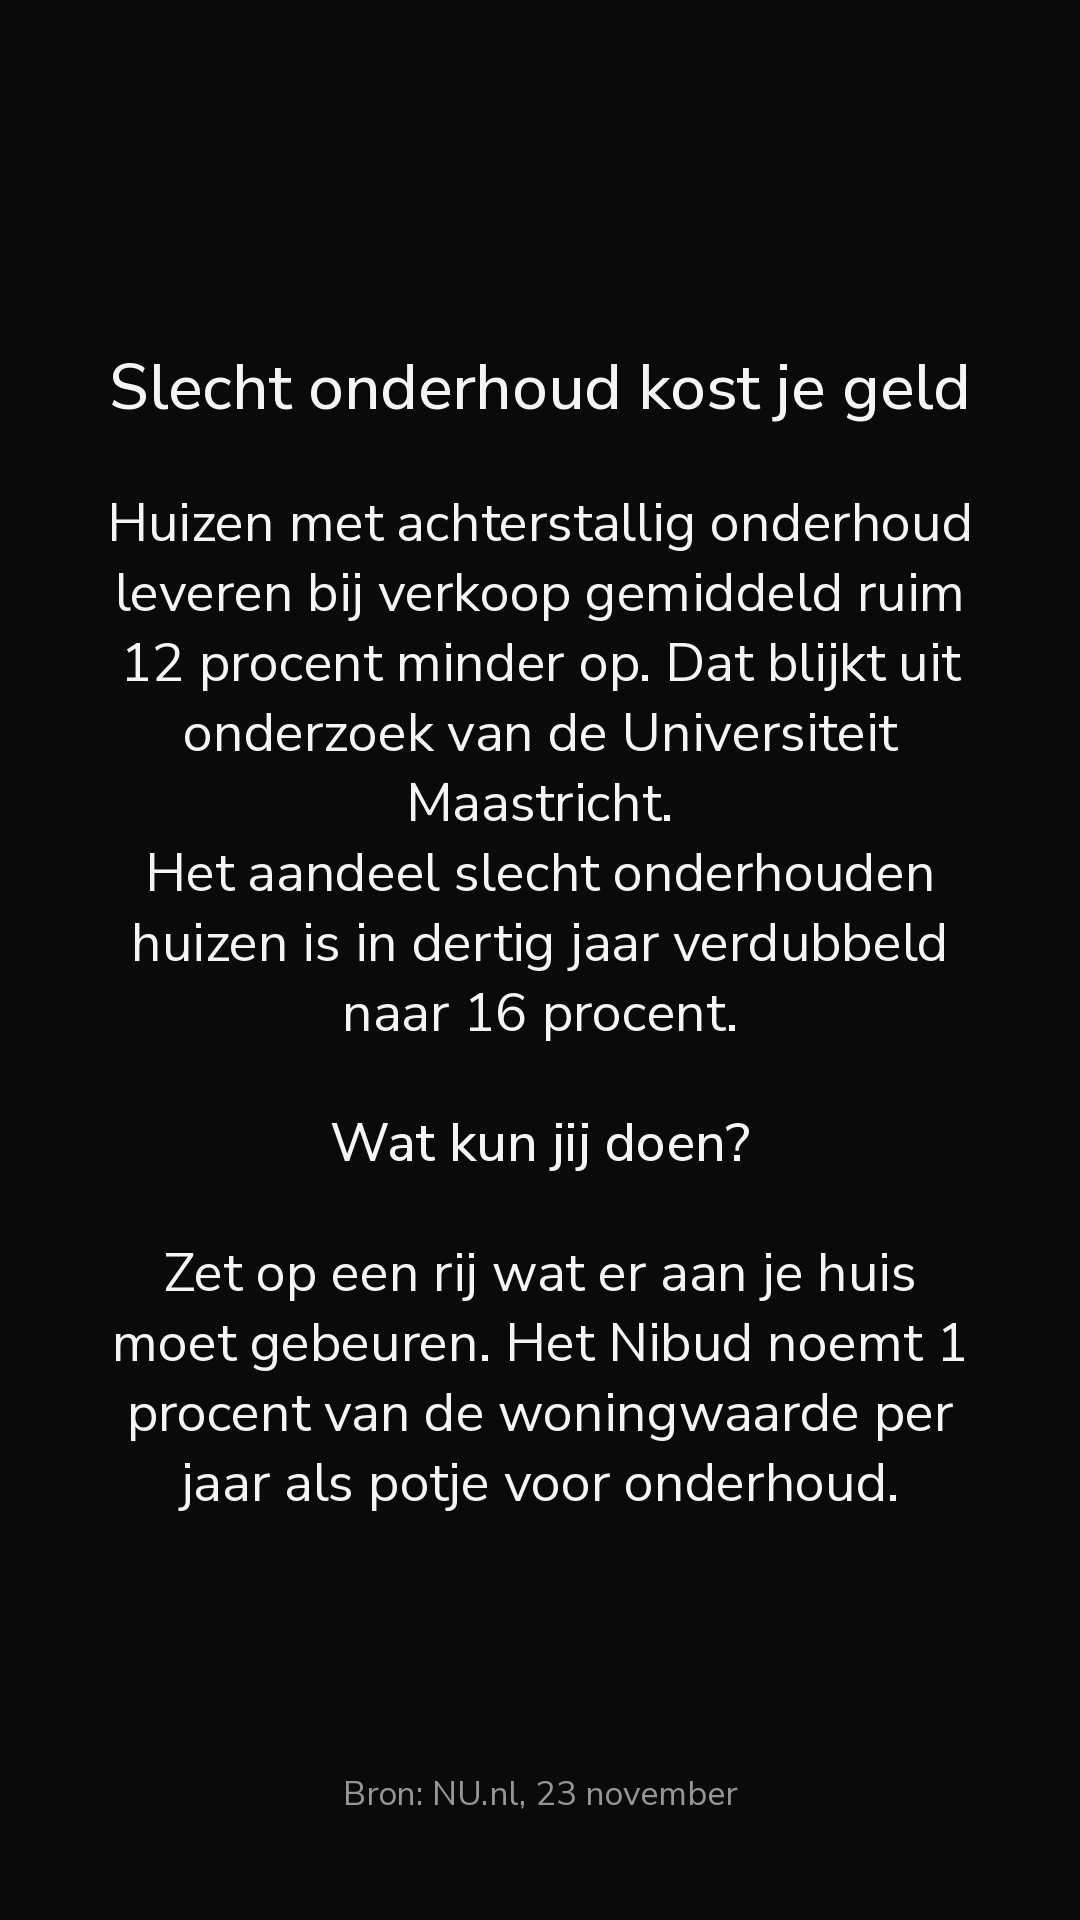 Slecht onderhoud kost je geld
Huizen met achterstallig onderhoud
leveren bij verkoop gemiddeld ruim
12 procent minder op. Dat blijkt uit
onderzoek van de Universiteit
Maastricht.
Het aandeel slecht onderhouden
huizen is in dertig jaar verdubbeld
naar 16 procent.
Wat kun jij doen?
Zet op een rij wat er aan je huis
moet gebeuren. Het Nibud noemt 1
procent van de woningwaarde per
jaar als potje voor onderhoud.
Bron: NU.nl, 23 november